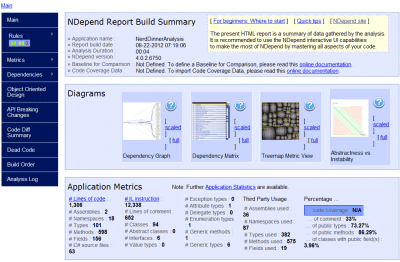 Main
Main
Rules
Metrics
Dependencies
Object Oriented
Design
API Breaking
Changes
Code Diff
Summary
Dead Code
Build Order
Analysis Log
NDepend Report Build Summary
» Application name: NerdDinnerAnalysis
» Report build date: 08-22-2012 07:19:06
» Analysis Duration: 00:04
» NDepend version: 4.0.2.6750
» Baseline for Comparison Not Defined. To define a Baseline for Comparison, please read this online documentation.
» Code Coverage Data: Not Defined. To import Code Coverage Data, please read this online documentation.
[ For beginners: Where to start ] [ Quick tips ] [ NDepend site ]
The present HTML report is a summary of data gathered by the analysis.
It is recommended to use the NDepend interactive UI capabilities
to make the most of NDepend by mastering all aspects of your code.
Diagrams
[ scaled
] [ full
]
Dependency Graph
[ scaled
] [ full
]
Dependency Matrix
[ scaled
] [ full
]
Treemap Metric View
[ scaled
] [ full
]
Abstractness vs
Instability
Application Metrics
Note: Further Application Statistics are available.
# Lines of code :
1,308
# Assemblies : 2
# Namespaces : 18
# Types : 101
# Methods : 598
# Fields : 156
# C# source files :
63
# IL instruction :
12,338
# Lines of comment :
652
# Classes : 94
# Abstract classes : 0
# Interfaces : 6
# Value types : 0
# Exception types : 0
# Attribute types : 1
# Delegate types : 0
# Enumeration types :
1
# Generic methods :
1
# Generic types : 6
Third Party Usage
# Assemblies used :
36
# Namespaces used :
87
# Types used : 382
# Methods used : 578
# Fields used : 19
Percentage ...
... code coverage : N/A
... of comment : 33%
... of public types : 73.27%
... of public methods : 86.29%
... of classes with public field(s) :
3.96%